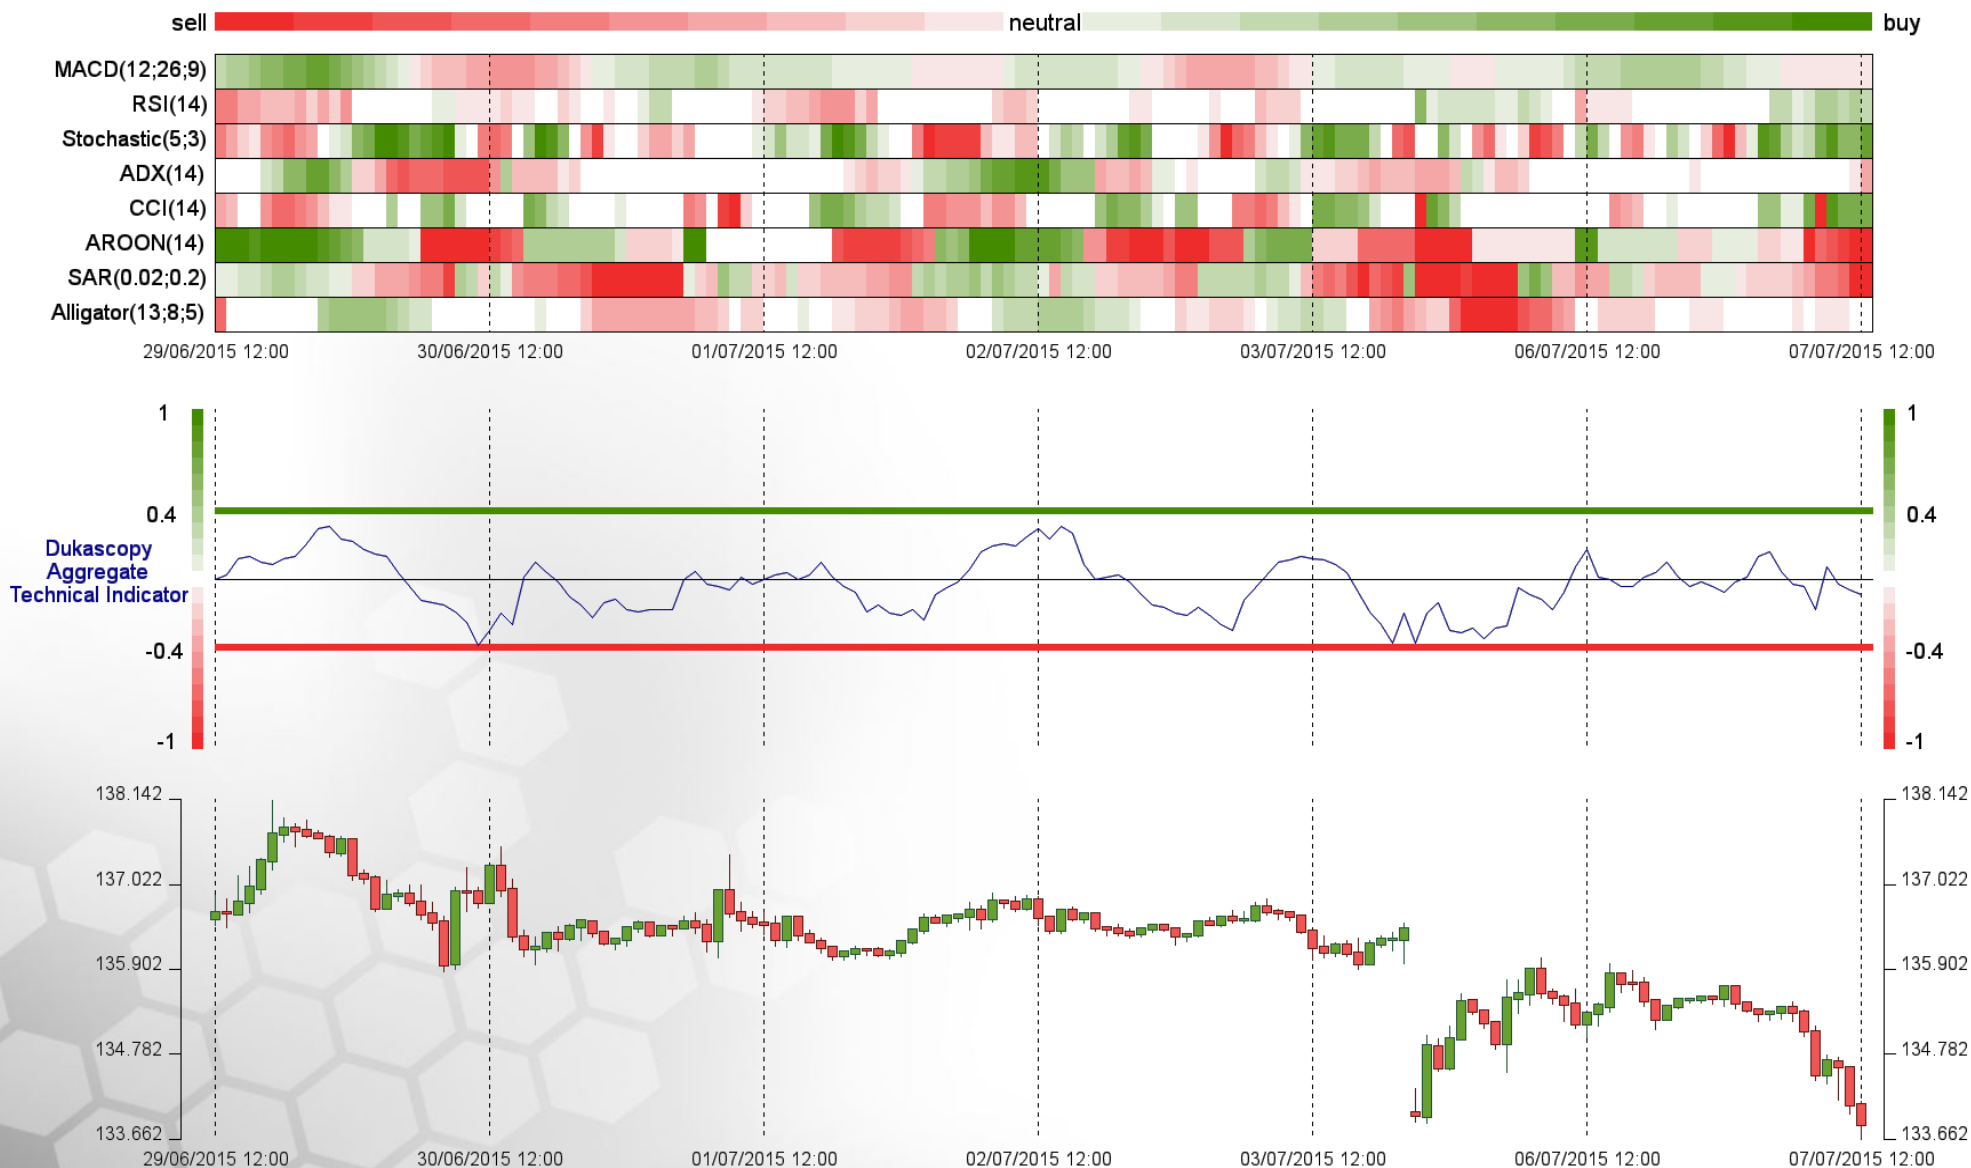 sell neutral buy
MACD(12;26;9)
RSI(14)
Stochastic(5;3)
ADX(14)
CCI(14)
AROON(14)
SAR(0.02;0.2)
Alligator(13;8;5)
29/06/2015 12:00 30/06/2015 12:00 01/07/2015 12:00 02/07/2015 12:00 03/07/2015 12:00 06/07/2015 12:00 07/07/2015 12:00
1 1
0.4 0.4
Dukascopy
Aggregate
Technical Indicator
-0.4 -0.4
-1 -1
138.142 138.142
137.022 137.022
135.902 135.902
134.782 134.782
133.662 133.662
29/06/2015 12:00 30/06/2015 12:00 01/07/2015 12:00 02/07/2015 12:00 03/07/2015 12:00 06/07/2015 12:00 07/07/2015 12:00